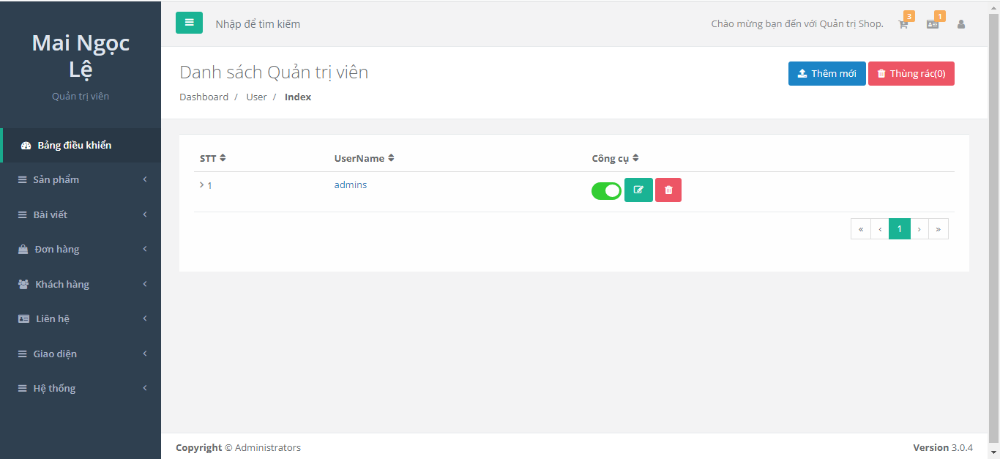 Mai Ngọc
Lệ
Quản trị viên
Bảng điều khiển
Sản phẩm
Bài viết
Đơn hàng
Khách hàng
Liên hệ
Giao diện
Hệ thống
Nhập để tìm kiếm
Chào mừng bạn đến với Quản trị Shop.
3
1
Danh sách Quản trị viên
Thêm mới
Thùng rác(0)
Dashboard / User / Index
STT UserName Công cụ
1 admins
« ‹ 1 › »
Copyright © Administrators
Version 3.0.4